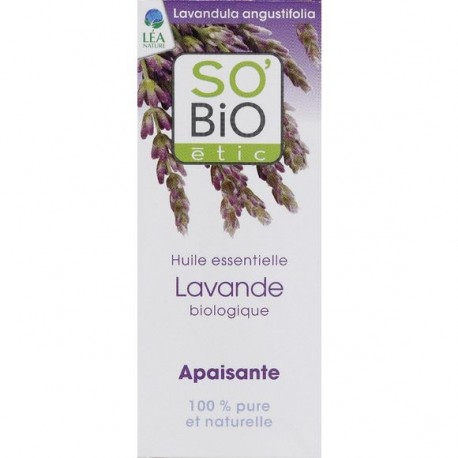 Lavandula angustifolia
LÉA
NATURE
SO'
BiO
ētic
Huile essentielle
Lavande
biologique
Apaisante
100 % pure
et naturelle